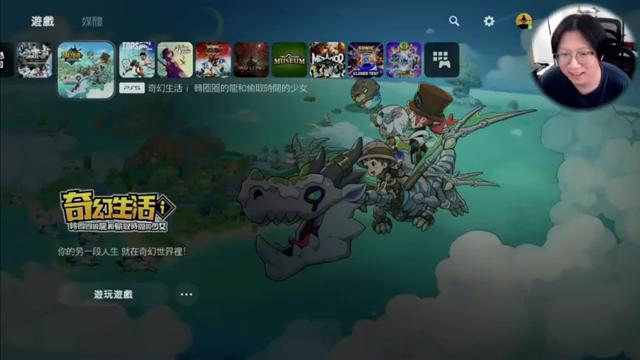 遊戲 媒體
MUSEUM
PS5 奇幻生活 i 轉圈圈的龍和偷取時間的少女
奇幻生活i
轉圈圈的龍和偷取時間的少女
你的另一段人生 就在奇幻世界裡!
遊玩遊戲